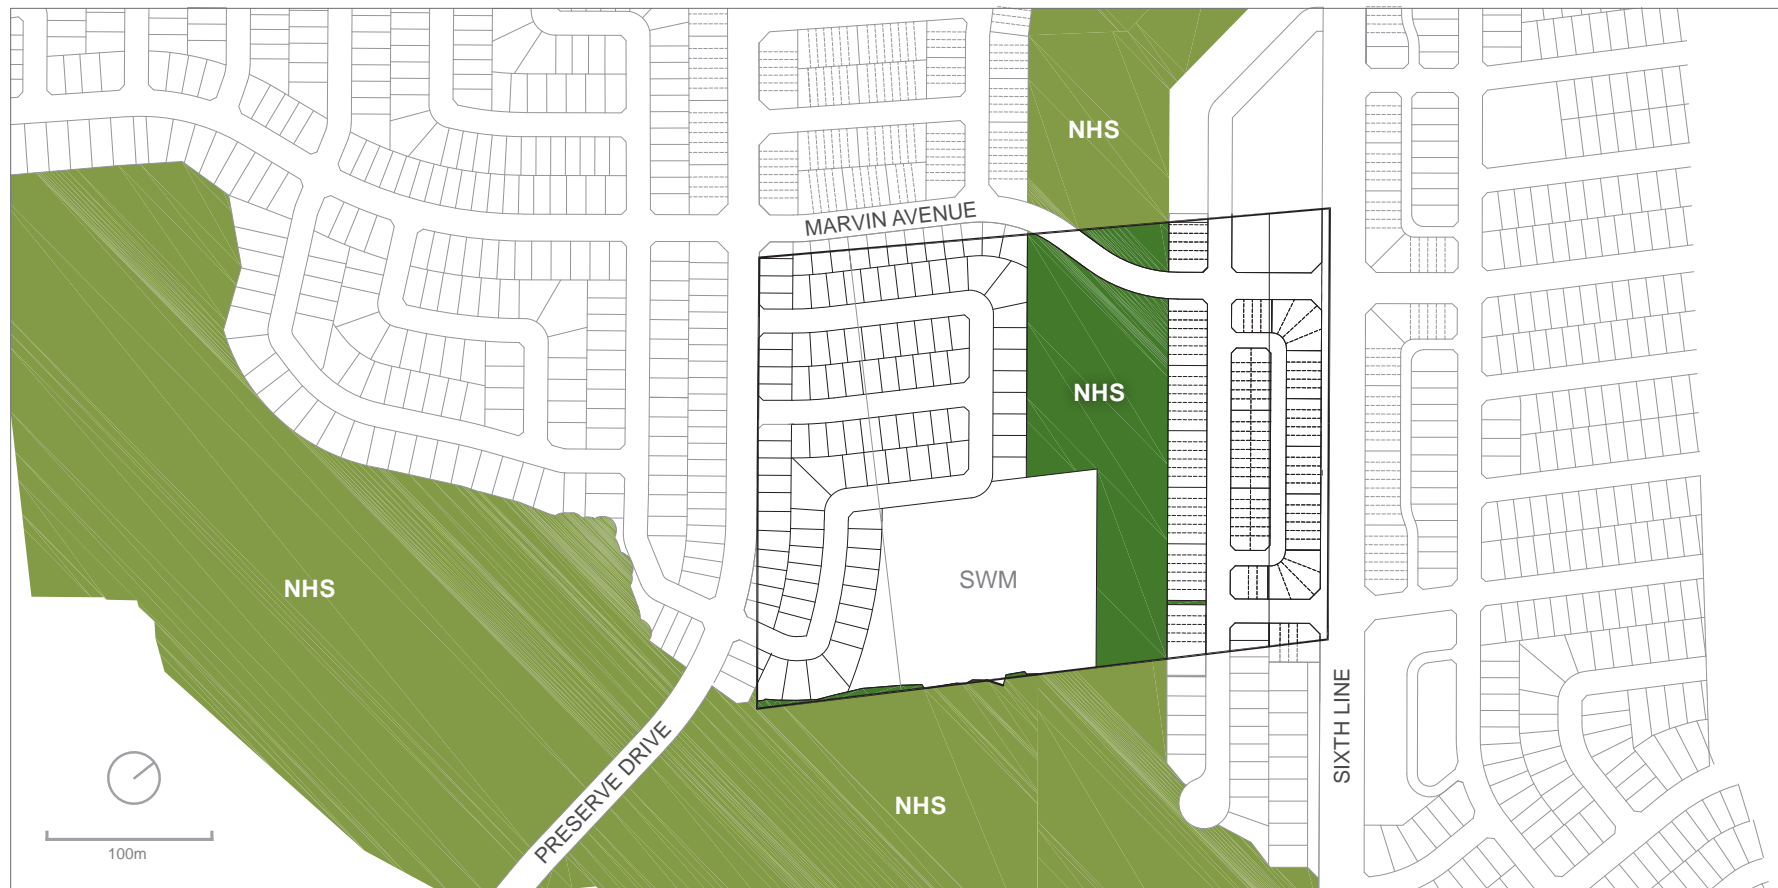 NHS
MARVIN AVENUE
NHS
SWM
NHS
SIXTH LINE
PRESERVE DRIVE
NHS
100m